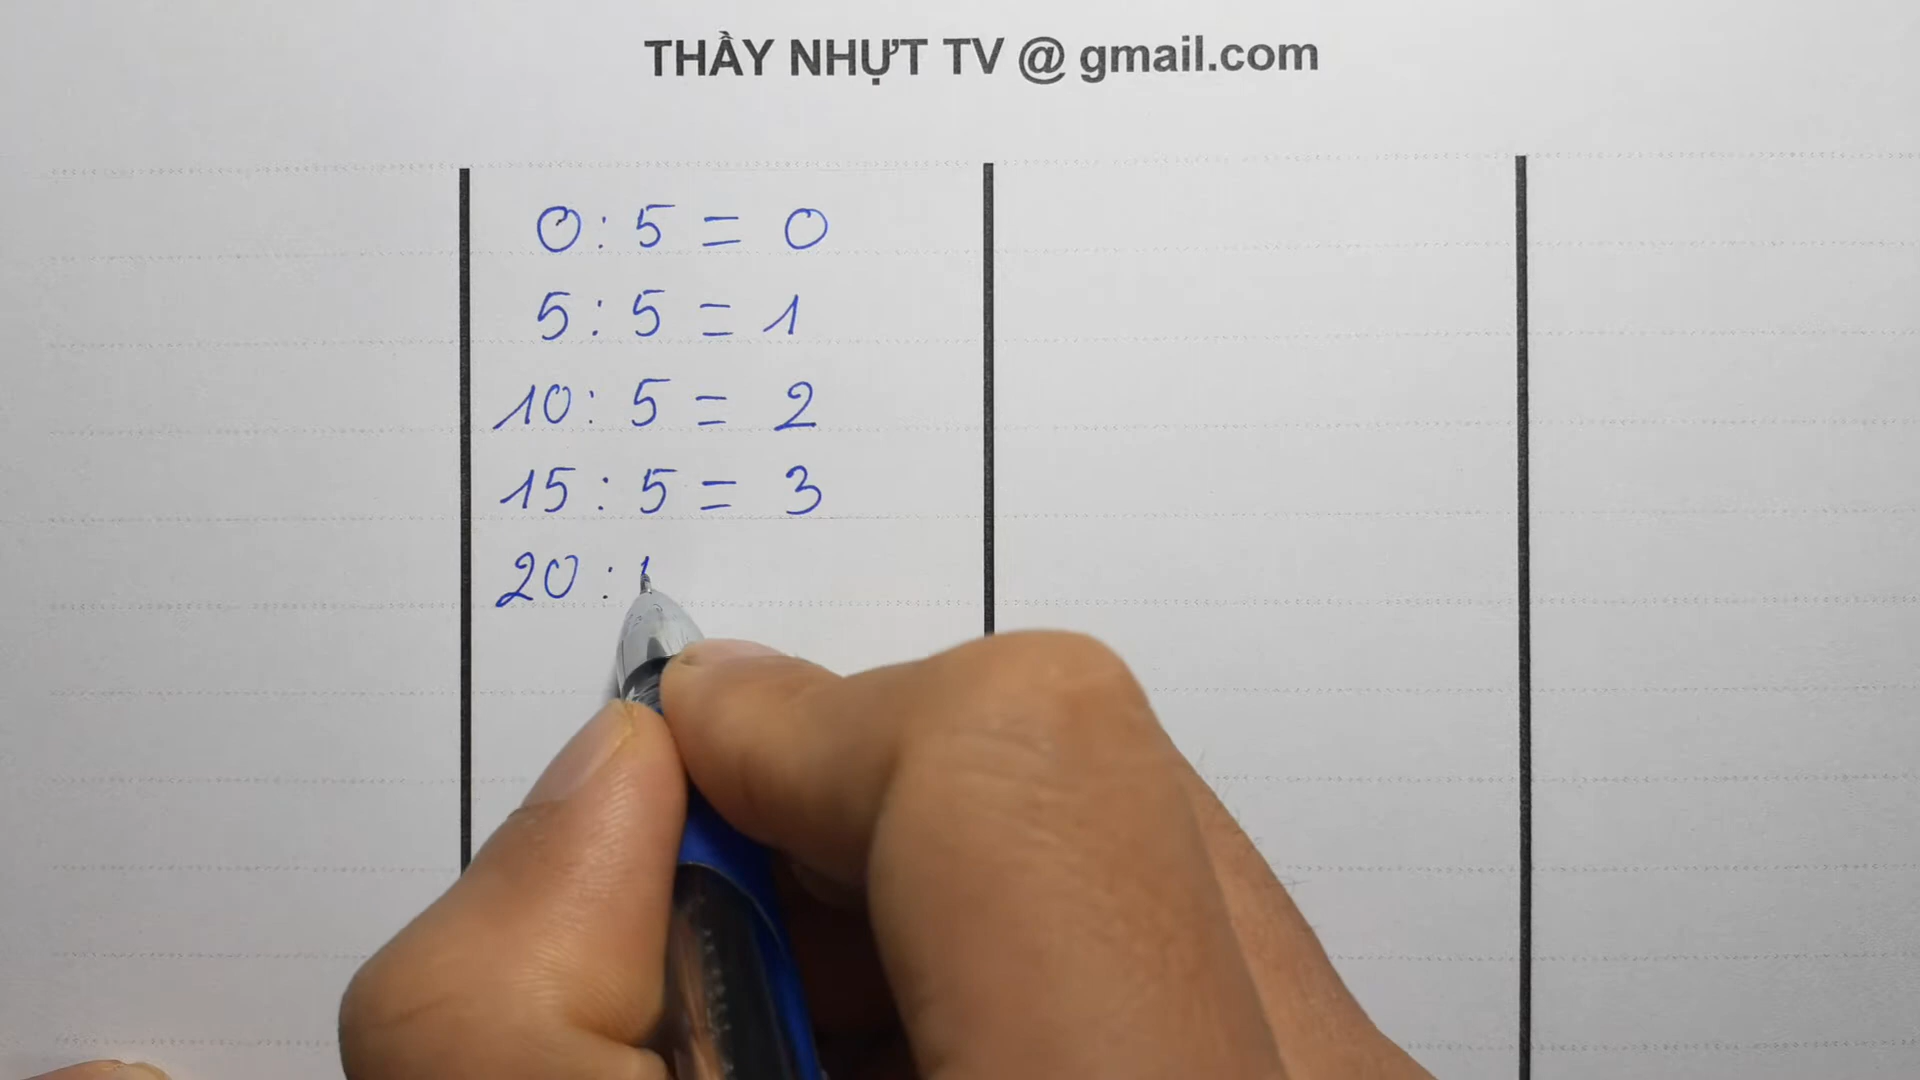 THẦY NHỰT TV @ gmail.com
0 : 5 = 0
5 : 5 = 1
10 : 5 = 2
15 : 5 = 3
20 :